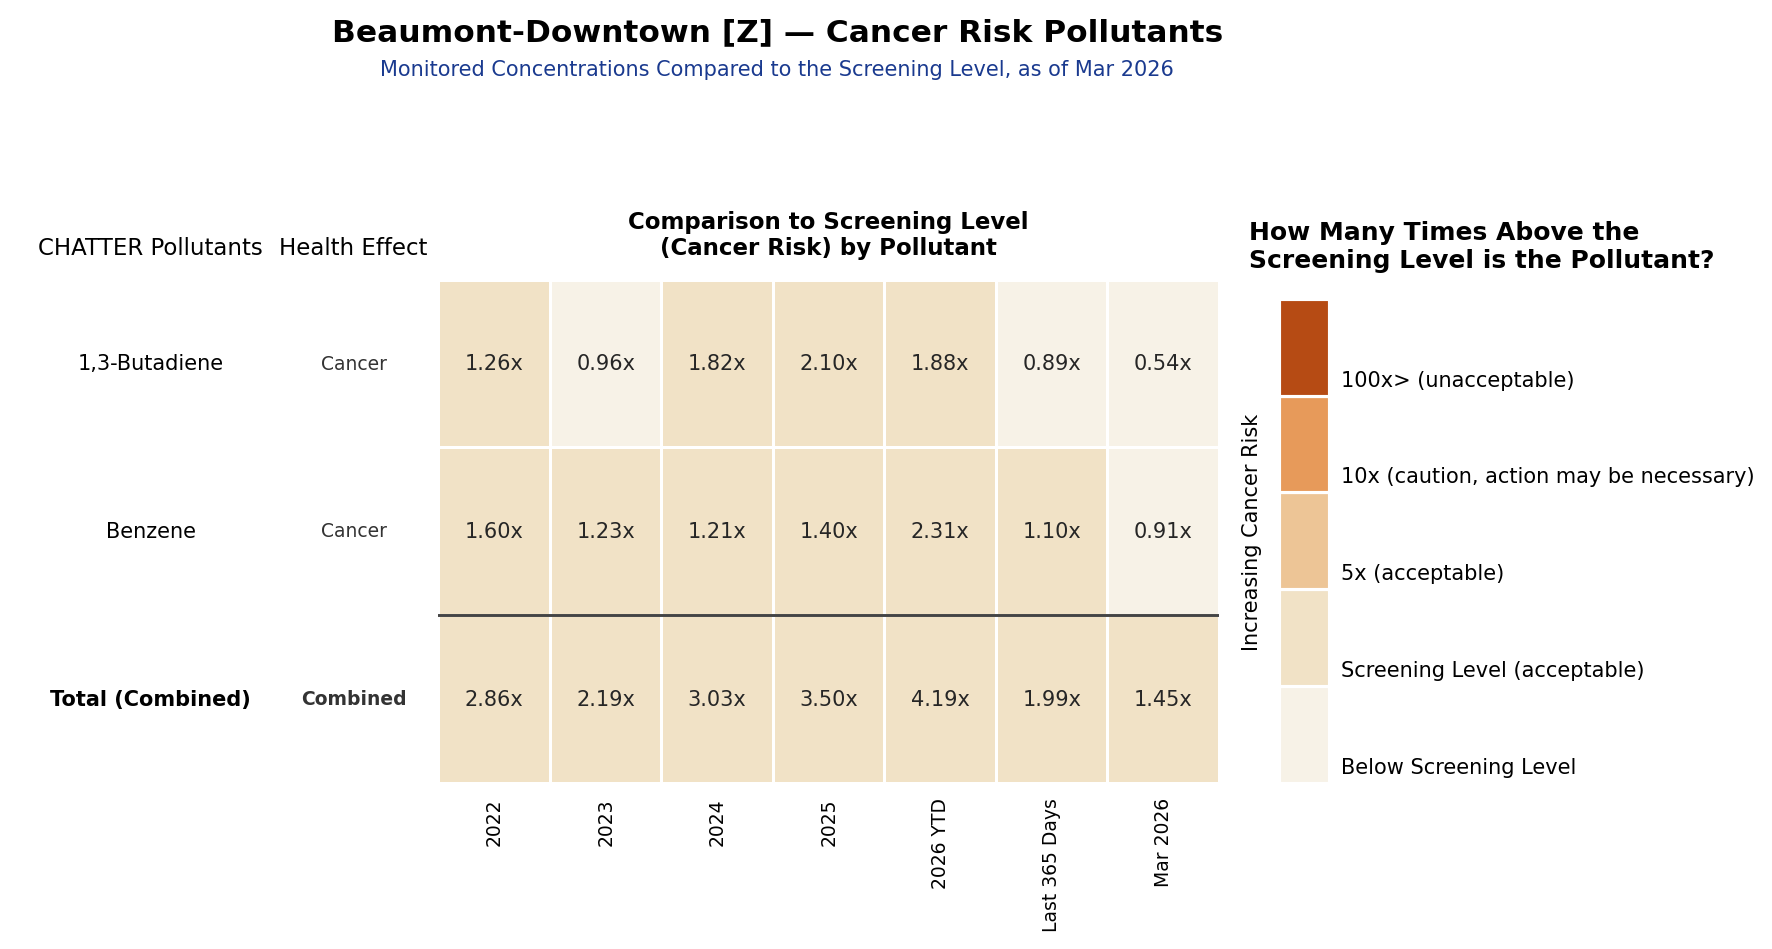 Beaumont-Downtown [Z] — Cancer Risk Pollutants
Monitored Concentrations Compared to the Screening Level, as of Mar 2026
Comparison to Screening Level
(Cancer Risk) by Pollutant
CHATTER Pollutants Health Effect
1,3-Butadiene Cancer 1.26x 0.96x 1.82x 2.10x 1.88x 0.89x 0.54x
Benzene Cancer 1.60x 1.23x 1.21x 1.40x 2.31x 1.10x 0.91x
Total (Combined) Combined 2.86x 2.19x 3.03x 3.50x 4.19x 1.99x 1.45x
2022
2023
2024
2025
2026 YTD
Last 365 Days
Mar 2026
How Many Times Above the
Screening Level is the Pollutant?
Increasing Cancer Risk
100x> (unacceptable)
10x (caution, action may be necessary)
5x (acceptable)
Screening Level (acceptable)
Below Screening Level